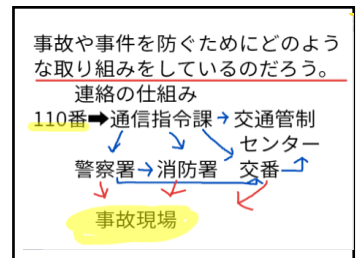 事故や事件を防ぐためにどのよう
な取り組みをしているのだろう。
連絡の仕組み
110番➡通信指令課→交通管制
センター
警察署→消防署 交番
事故現場